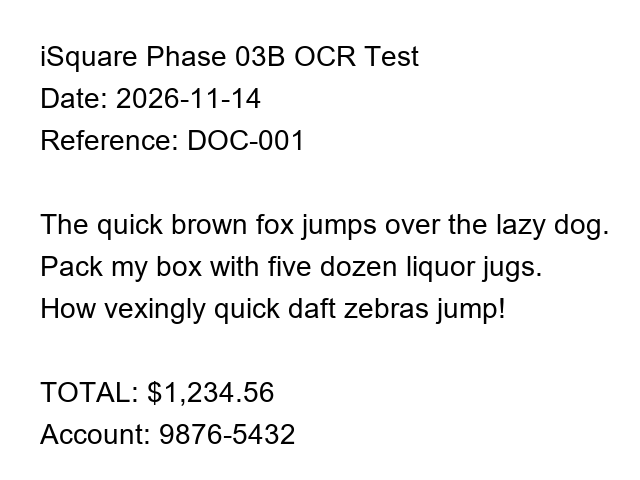 iSquare Phase 03B OCR Test
Date: 2026-11-14
Reference: DOC-001
The quick brown fox jumps over the lazy dog.
Pack my box with five dozen liquor jugs.
How vexingly quick daft zebras jump!
TOTAL: $1,234.56
Account: 9876-5432